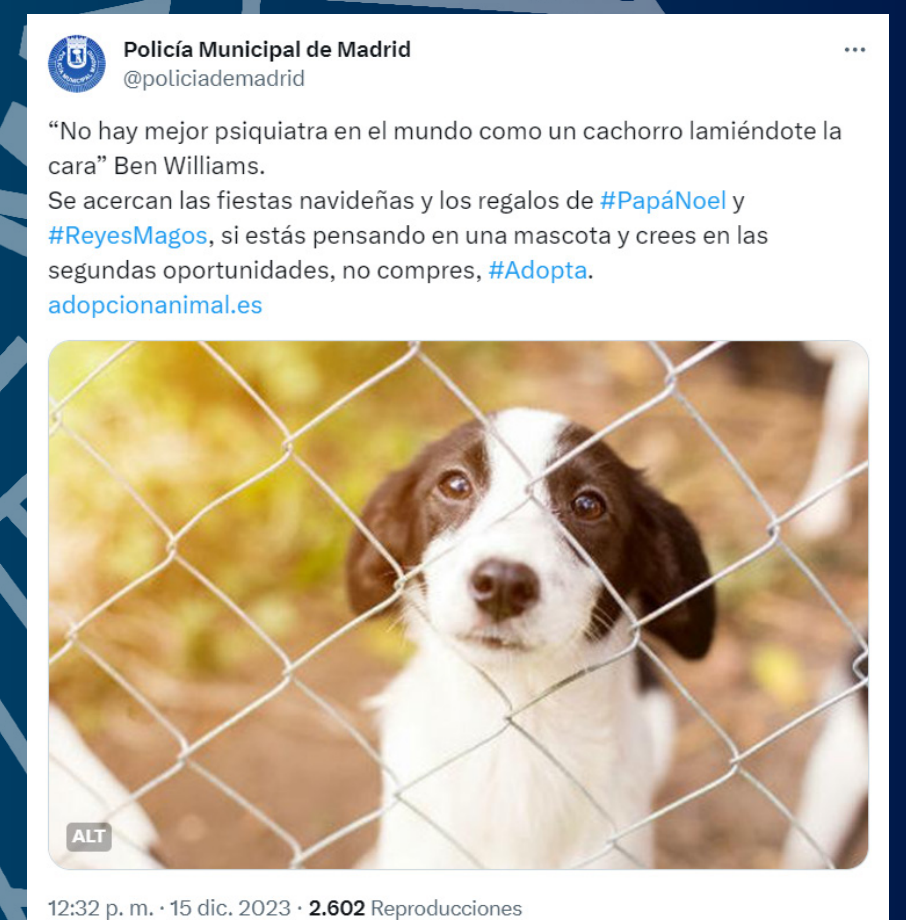 Policía Municipal de Madrid
@policiademadrid
“No hay mejor psiquiatra en el mundo como un cachorro lamiéndote la
cara” Ben Williams.
Se acercan las fiestas navideñas y los regalos de #PapáNoel y
#ReyesMagos, si estás pensando en una mascota y crees en las
segundas oportunidades, no compres, #Adopta.
adopcionanimal.es
ALT
12:32 p. m. · 15 dic. 2023 · 2.602 Reproducciones